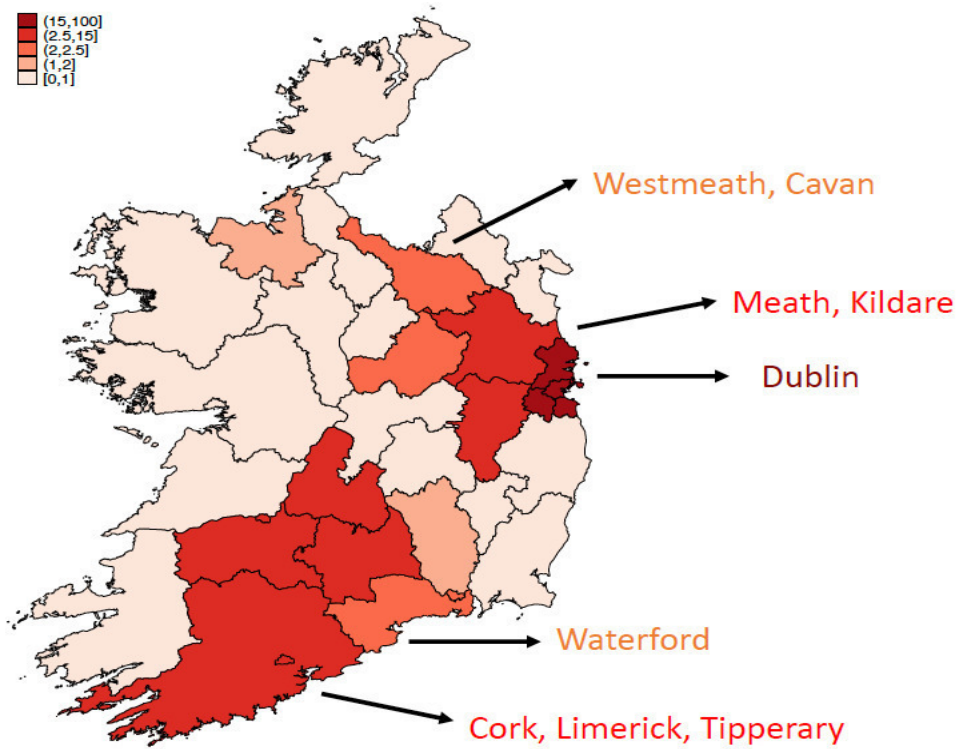 (15,100]
(2.5,15]
(2,2.5]
(1,2]
[0,1]
Westmeath, Cavan
Meath, Kildare
Dublin
Waterford
Cork, Limerick, Tipperary